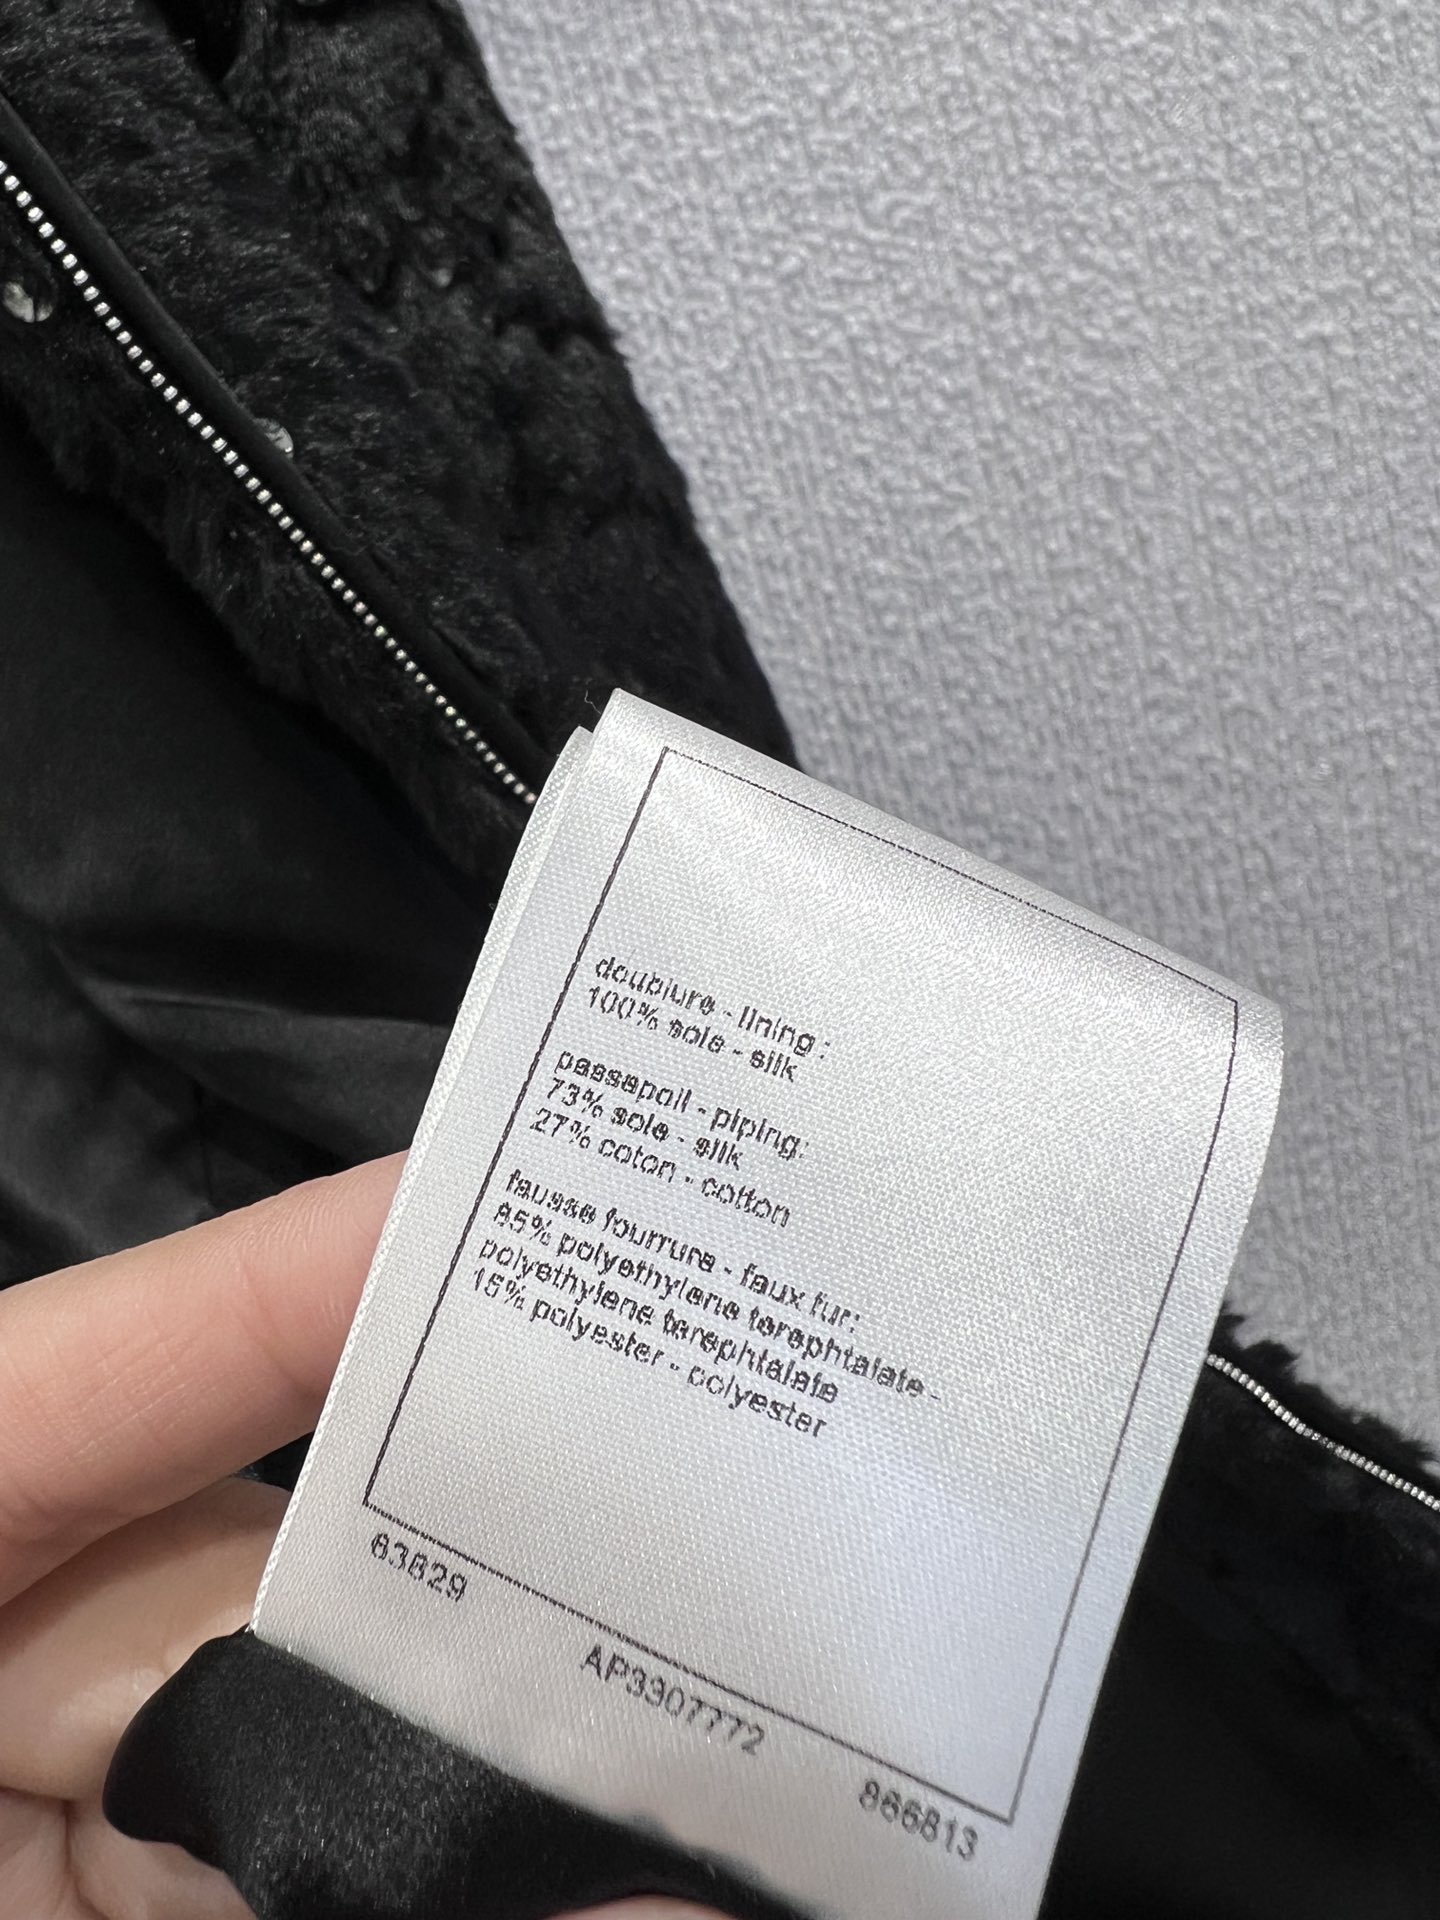 doublure - lining:
100% soie - silk
passepoil - piping:
73% soie - silk
27% coton - cotton
fausse fourrure - faux fur:
85% polyethylene terephtalate -
polyethylene terephtalate
15% polyester - polyester
63829
AP3907772
866813